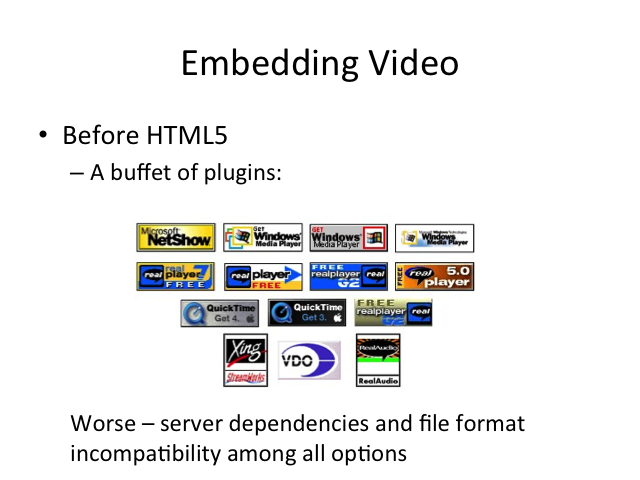 Embedding Video
• Before HTML5
– A buffet of plugins:
Microsoft NetShow
GET Windows Media Player
GET Windows Media Player
Microsoft Windows Technologies Windows Media Player
real player 7 FREE
real player FREE
FREE realplayer G2 real
FREE real 5.0 player
QuickTime Get 4.
QuickTime Get 3.
FREE realplayer G2 real
Xing StreamWorks
VDO
RealAudio RealAudio
Worse – server dependencies and file format
incompatibility among all options